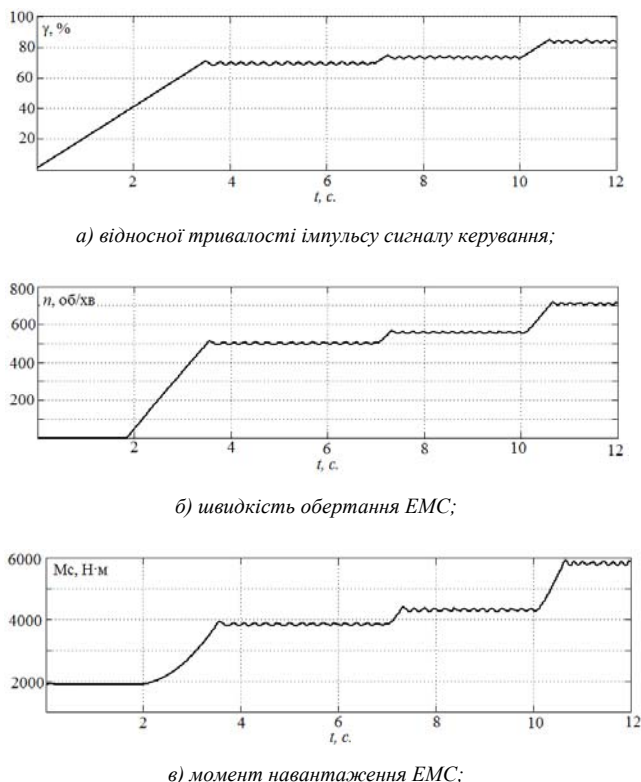 100
γ, %
80
60
40
20
2 4 6 8 10 12
t, с.
а) відносної тривалості імпульсу сигналу керування;
800
n, об/хв
600
400
200
2 4 6 8 10 12
t, с.
б) швидкість обертання ЕМС;
6000
Мс, Н·м
4000
2000
2 4 6 8 10 12
t, с.
в) момент навантаження ЕМС;